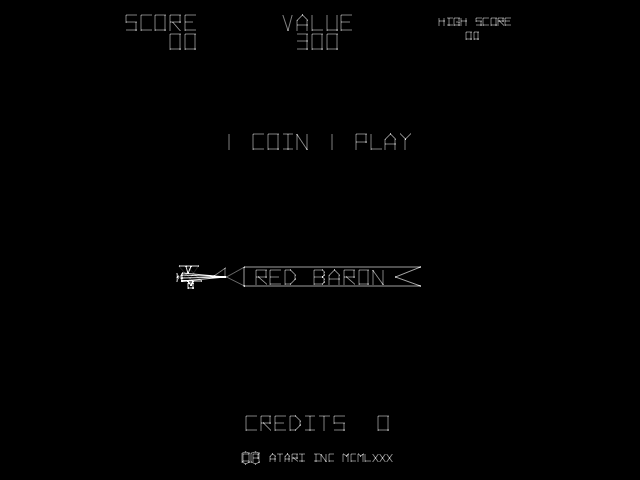 SCORE VALUE HIGH SCORE
00 300 00
1 COIN 1 PLAY
RED BARON
CREDITS 0
ATARI INC MCMLXXX